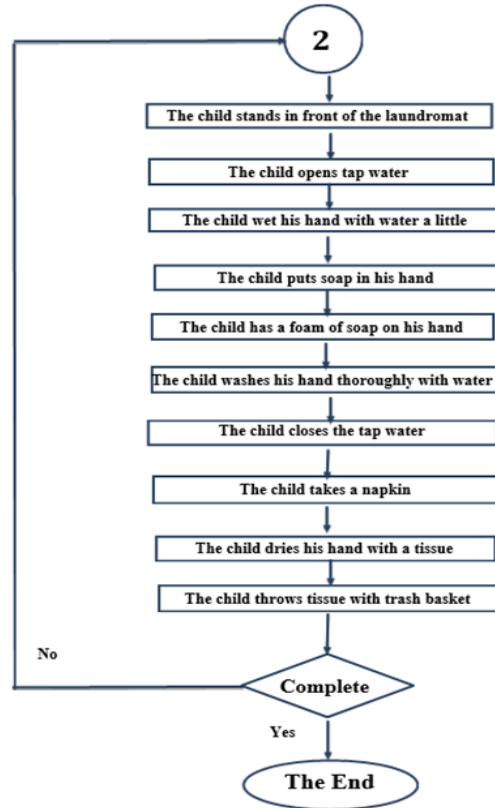 2
The child stands in front of the laundromat
The child opens tap water
The child wet his hand with water a little
The child puts soap in his hand
The child has a foam of soap on his hand
The child washes his hand thoroughly with water
The child closes the tap water
The child takes a napkin
The child dries his hand with a tissue
The child throws tissue with trash basket
No
Complete
Yes
The End